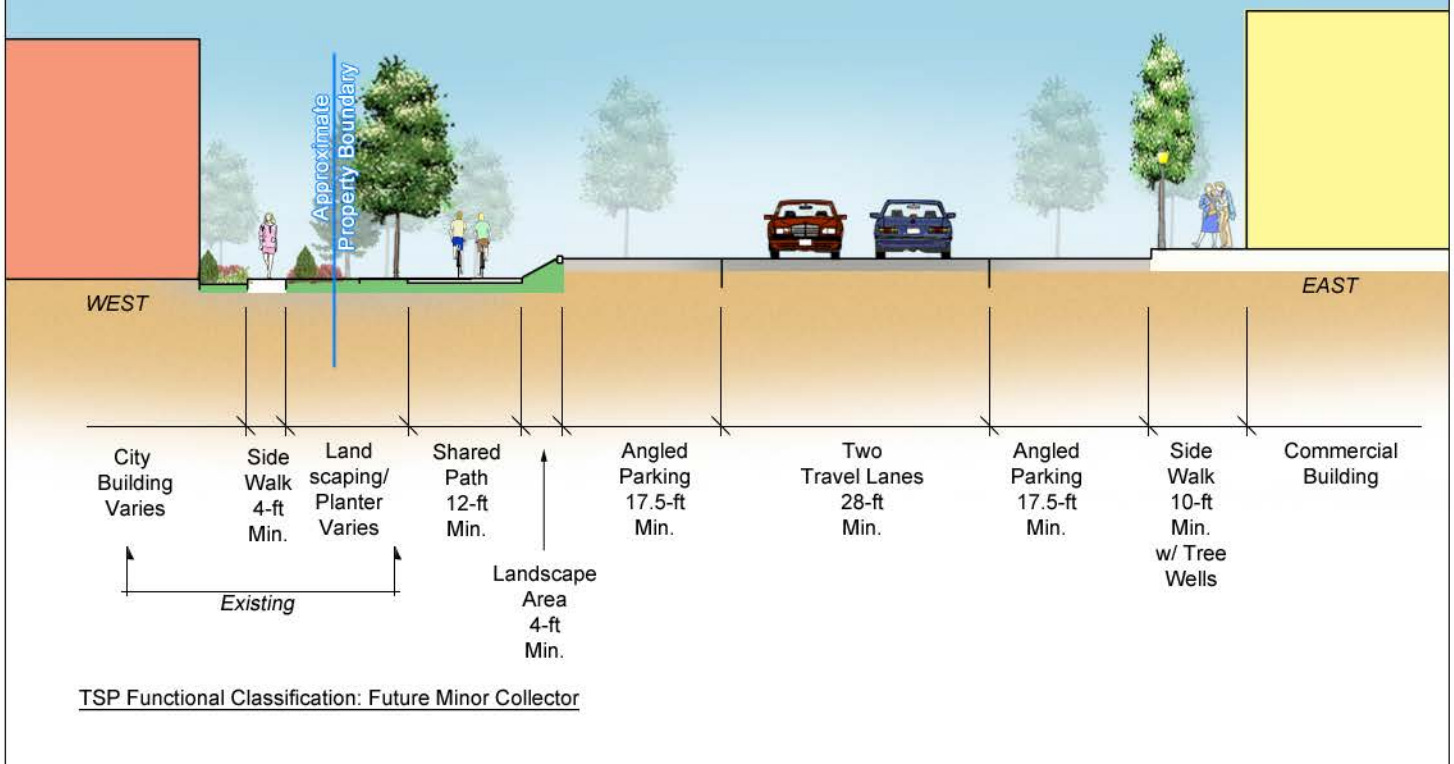 Approximate
Property Boundary
WEST
EAST
City
Building
Varies
Side
Walk
4-ft
Min.
Land
scaping/
Planter
Varies
Shared
Path
12-ft
Min.
Landscape
Area
4-ft
Min.
Angled
Parking
17.5-ft
Min.
Two
Travel Lanes
28-ft
Min.
Angled
Parking
17.5-ft
Min.
Side
Walk
10-ft
Min.
w/ Tree
Wells
Commercial
Building
Existing
TSP Functional Classification: Future Minor Collector